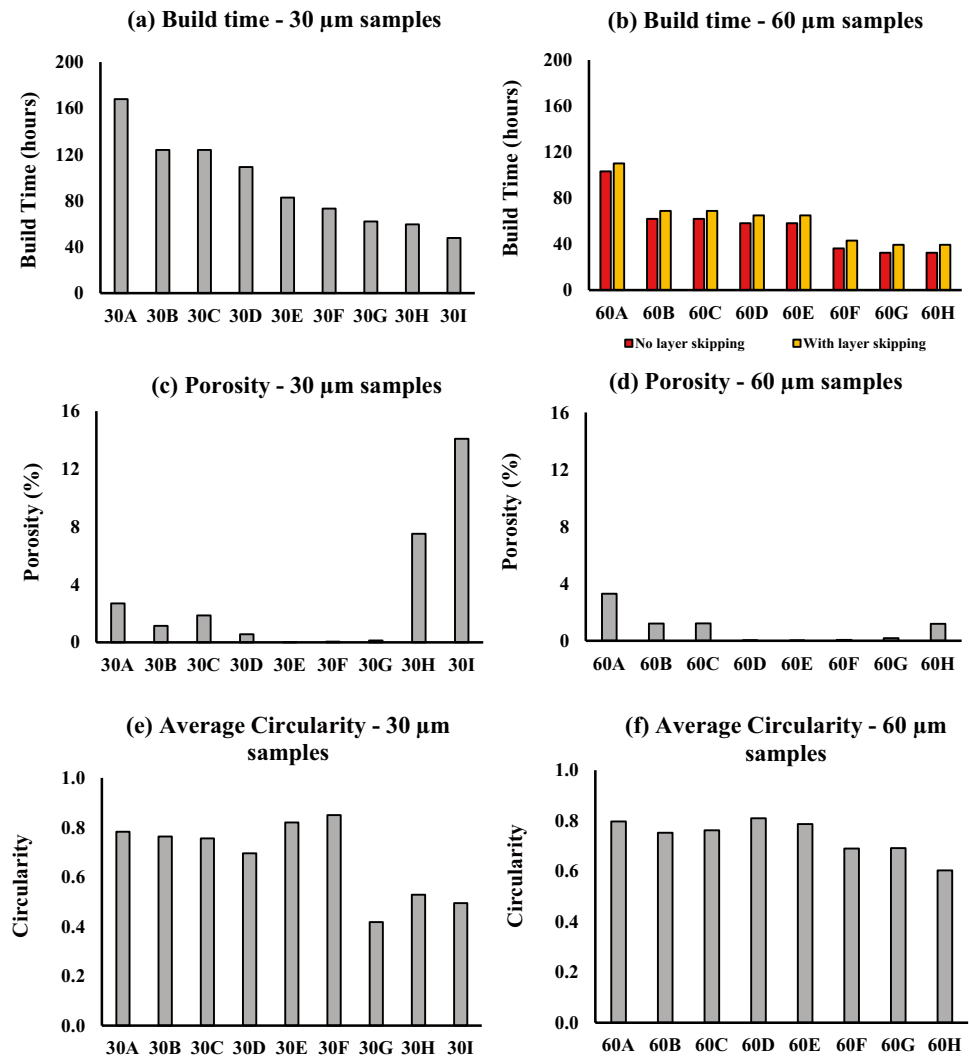 (a) Build time - 30 µm samples
Build Time (hours)
200
160
120
80
40
0
30A 30B 30C 30D 30E 30F 30G 30H 30I
(b) Build time - 60 µm samples
Build Time (hours)
200
160
120
80
40
0
60A 60B 60C 60D 60E 60F 60G 60H
No layer skipping With layer skipping
(c) Porosity - 30 µm samples
Porosity (%)
16
12
8
4
0
30A 30B 30C 30D 30E 30F 30G 30H 30I
(d) Porosity - 60 µm samples
Porosity (%)
16
12
8
4
0
60A 60B 60C 60D 60E 60F 60G 60H
(e) Average Circularity - 30 µm
samples
Circularity
1.0
0.8
0.6
0.4
0.2
0.0
30A 30B 30C 30D 30E 30F 30G 30H 30I
(f) Average Circularity - 60 µm
samples
Circularity
1.0
0.8
0.6
0.4
0.2
0.0
60A 60B 60C 60D 60E 60F 60G 60H